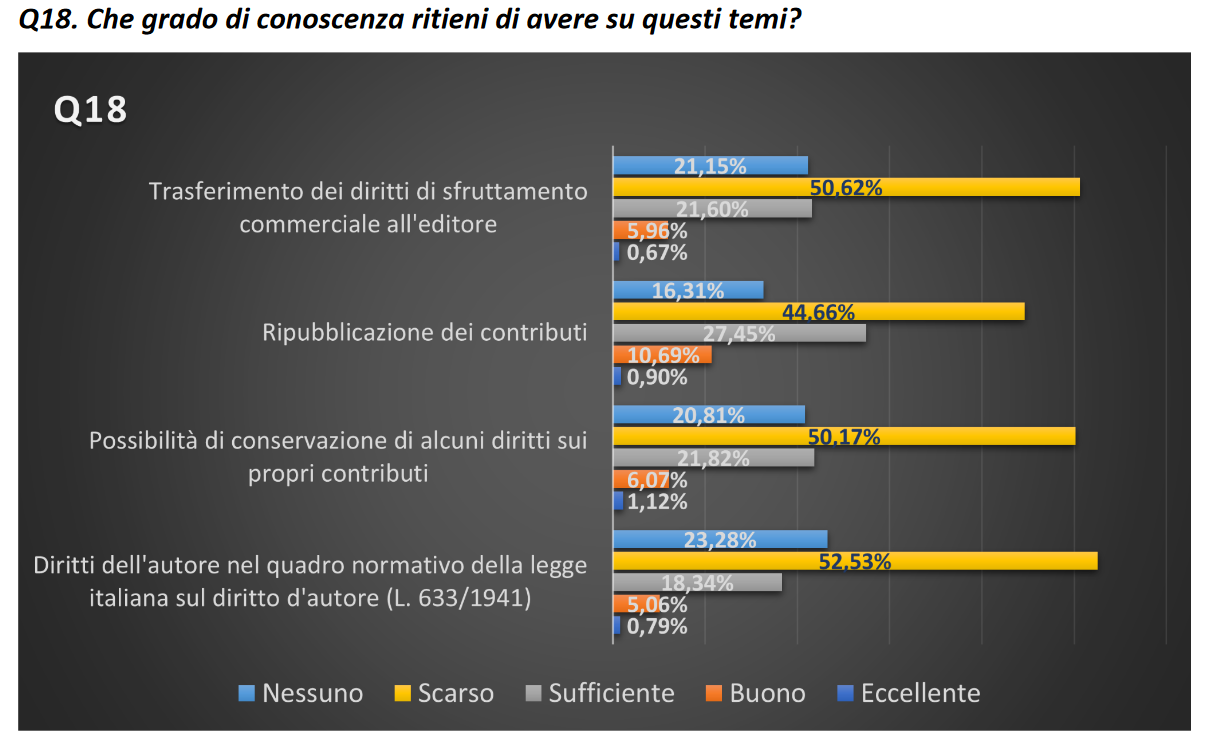 Q18. Che grado di conoscenza ritieni di avere su questi temi?
Q18
Trasferimento dei diritti di sfruttamento
commerciale all'editore
21,15%
50,62%
21,60%
5,96%
0,67%
Ripubblicazione dei contributi
16,31%
44,66%
27,45%
10,69%
0,90%
Possibilità di conservazione di alcuni diritti sui
propri contributi
20,81%
50,17%
21,82%
6,07%
1,12%
Diritti dell'autore nel quadro normativo della legge
italiana sul diritto d'autore (L. 633/1941)
23,28%
52,53%
18,34%
5,06%
0,79%
Nessuno Scarso Sufficiente Buono Eccellente